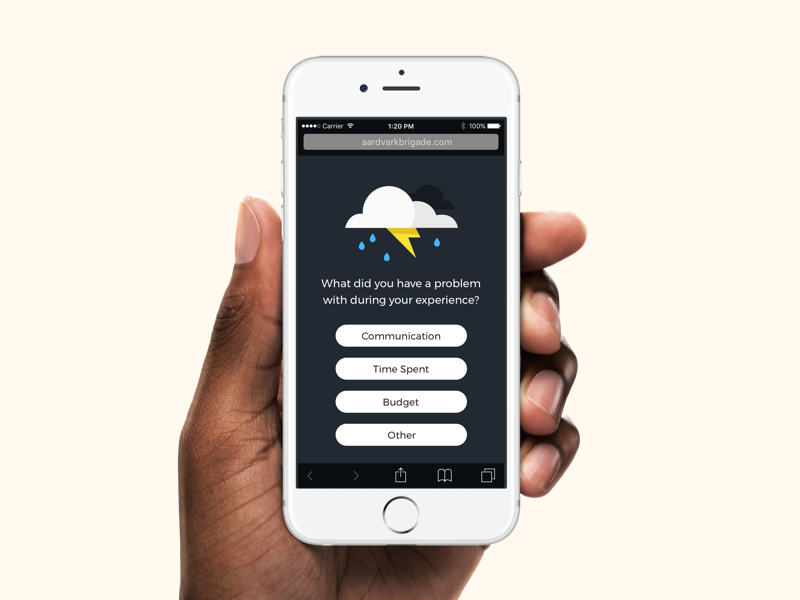 Carrier 1:20 PM 100%
aardvarkbrigade.com
What did you have a problem
with during your experience?
Communication
Time Spent
Budget
Other